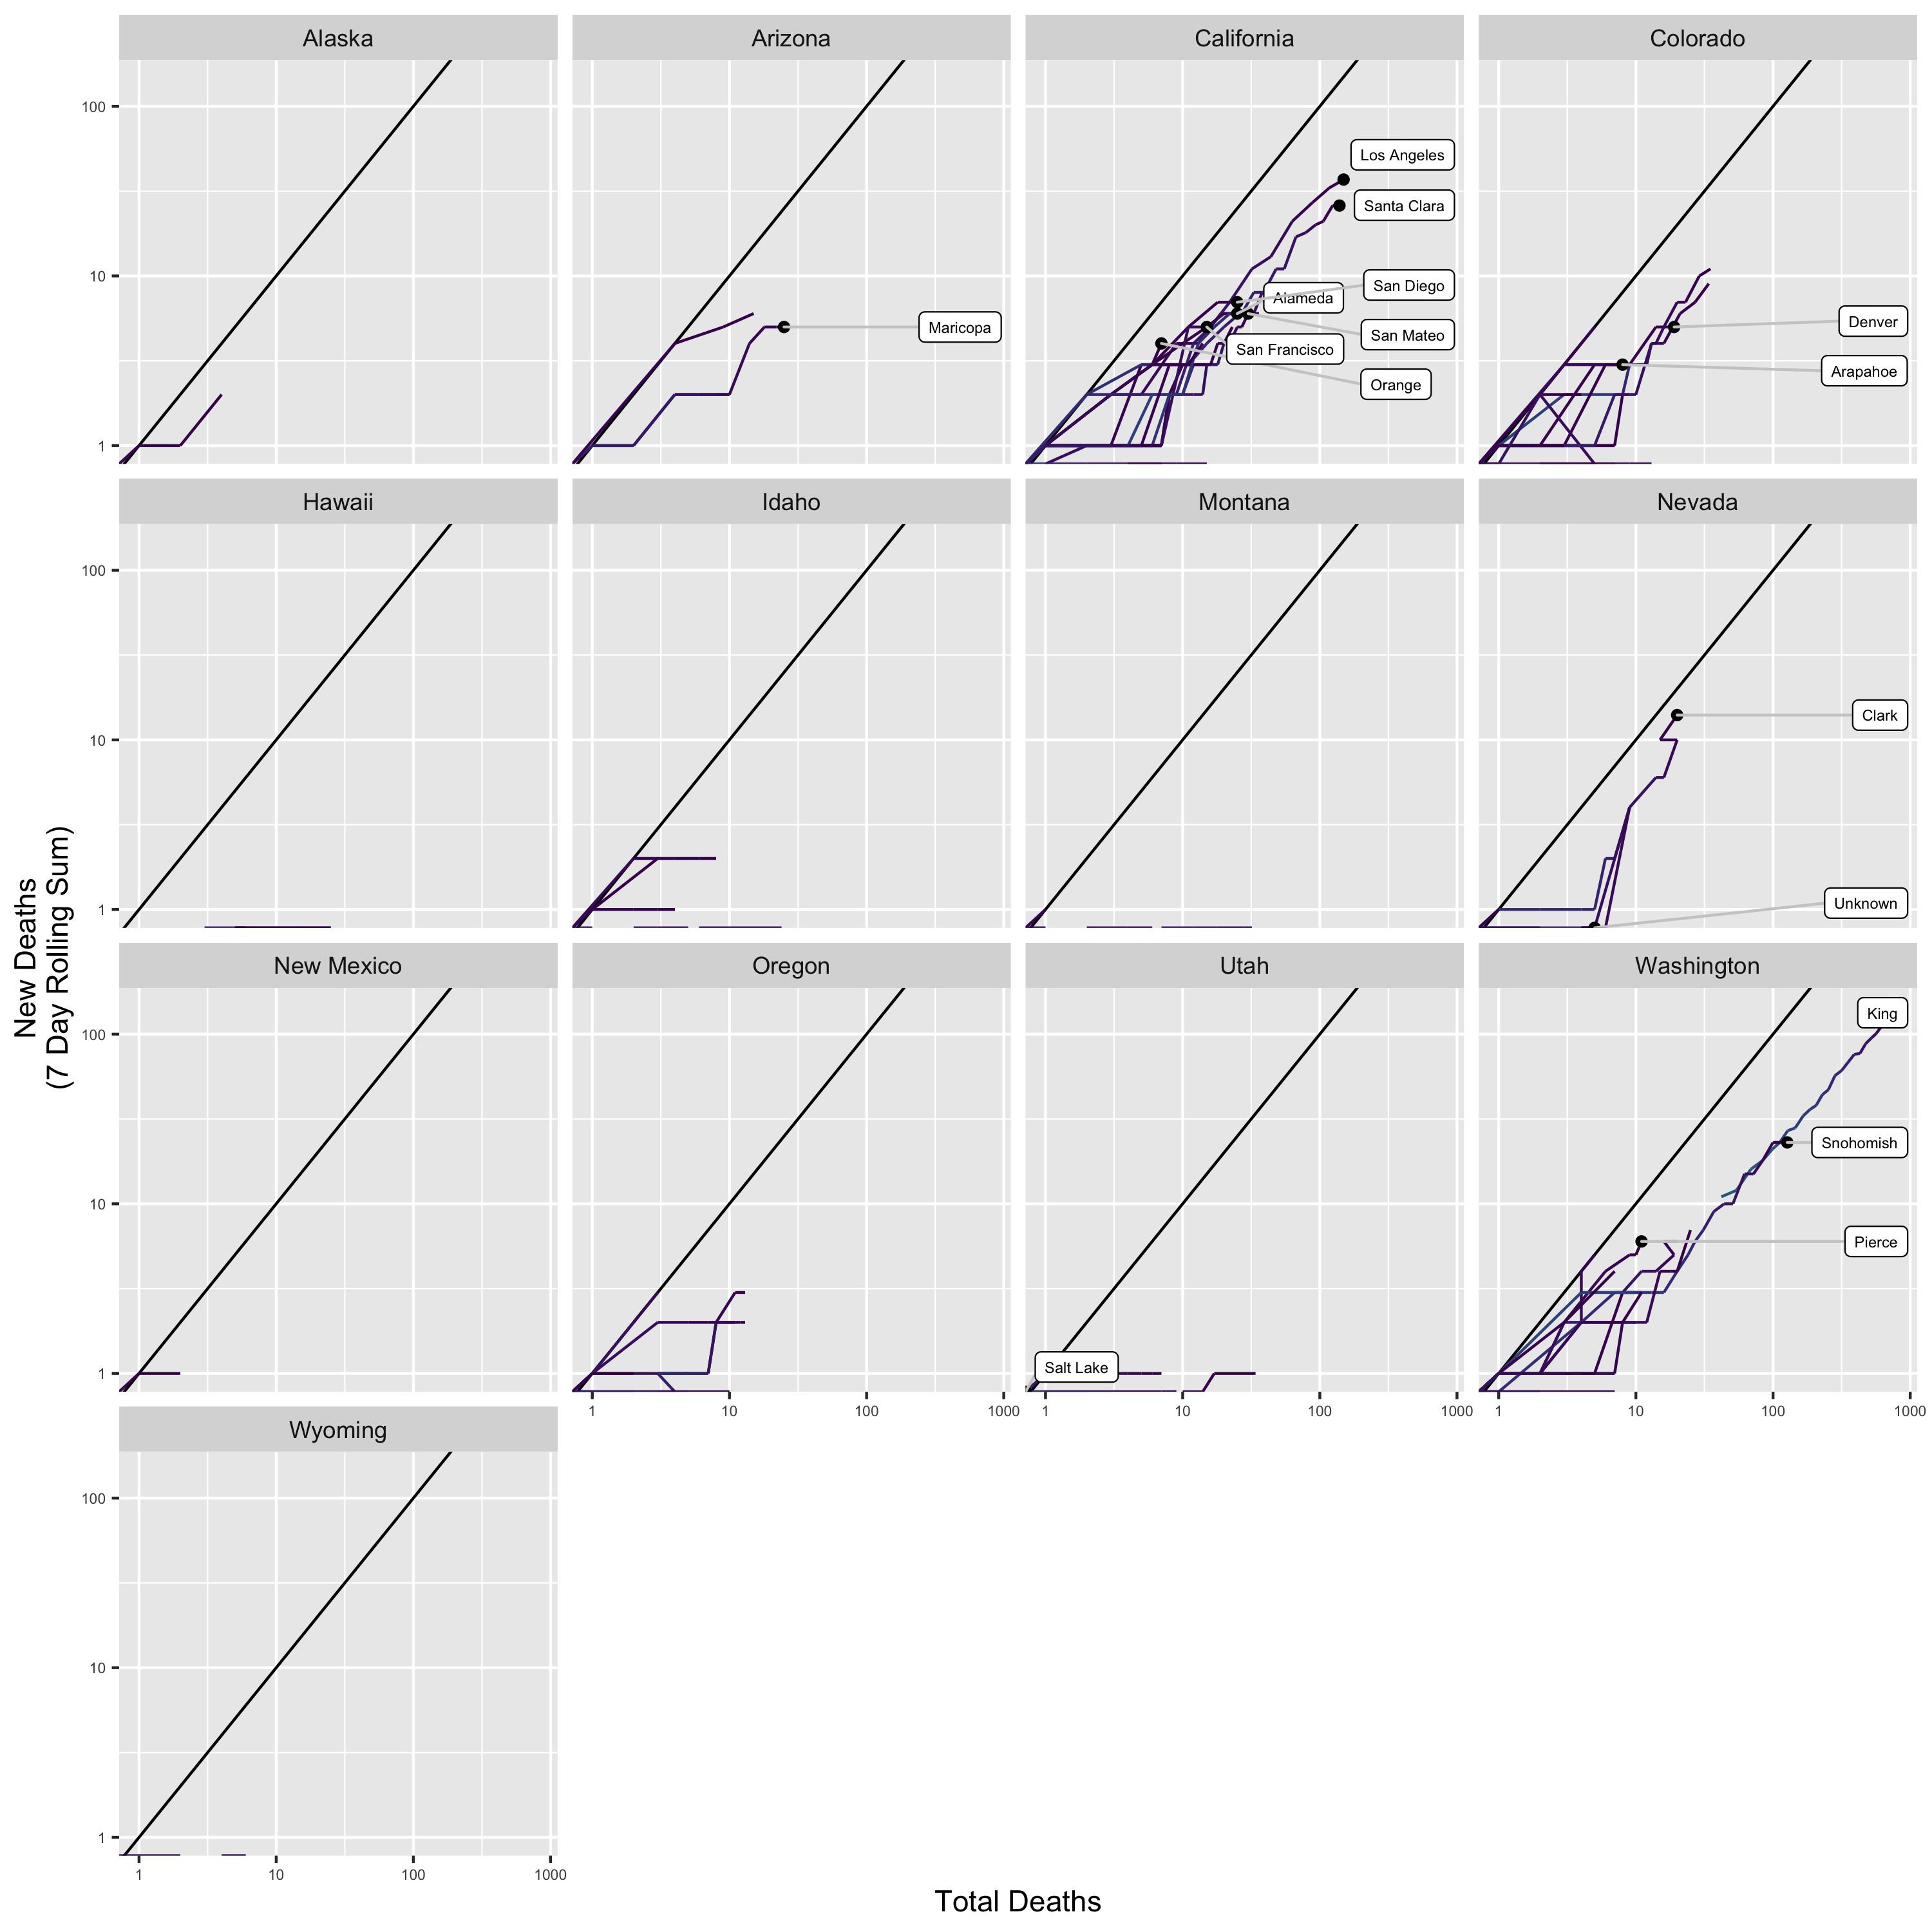 Alaska
Arizona
California
Colorado
100
10
1
Maricopa
Los Angeles
Santa Clara
San Diego
Alameda
San Mateo
San Francisco
Orange
Denver
Arapahoe
Hawaii
Idaho
Montana
Nevada
100
10
1
Clark
Unknown
New Mexico
Oregon
Utah
Washington
100
10
1
Salt Lake
King
Snohomish
Pierce
1 10 100 1000
1 10 100 1000
1 10 100 1000
Wyoming
100
10
1
1 10 100 1000
New Deaths
(7 Day Rolling Sum)
Total Deaths